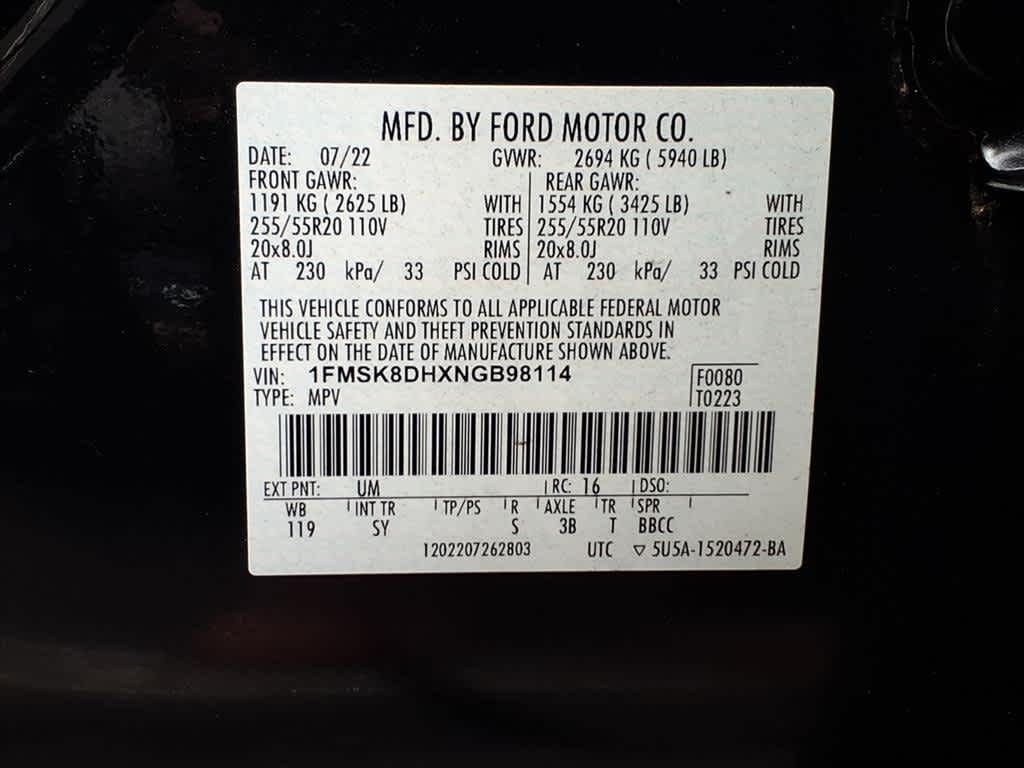 MFD. BY FORD MOTOR CO.
DATE: 07/22 GVWR: 2694 KG ( 5940 LB)
FRONT GAWR: REAR GAWR:
1191 KG ( 2625 LB) WITH 1554 KG ( 3425 LB) WITH
255/55R20 110V TIRES 255/55R20 110V TIRES
20x8.0J RIMS 20x8.0J RIMS
AT 230 kPa/ 33 PSI COLD AT 230 kPa/ 33 PSI COLD
THIS VEHICLE CONFORMS TO ALL APPLICABLE FEDERAL MOTOR
VEHICLE SAFETY AND THEFT PREVENTION STANDARDS IN
EFFECT ON THE DATE OF MANUFACTURE SHOWN ABOVE.
VIN: 1FMSK8DHXNGB98114 F0080
TYPE: MPV T0223
EXT PNT: UM RC: 16 DSO:
WB INT TR TP/PS R AXLE TR SPR
119 SY S 3B T BBCC
1202207262803 UTC ▽ 5U5A-1520472-BA